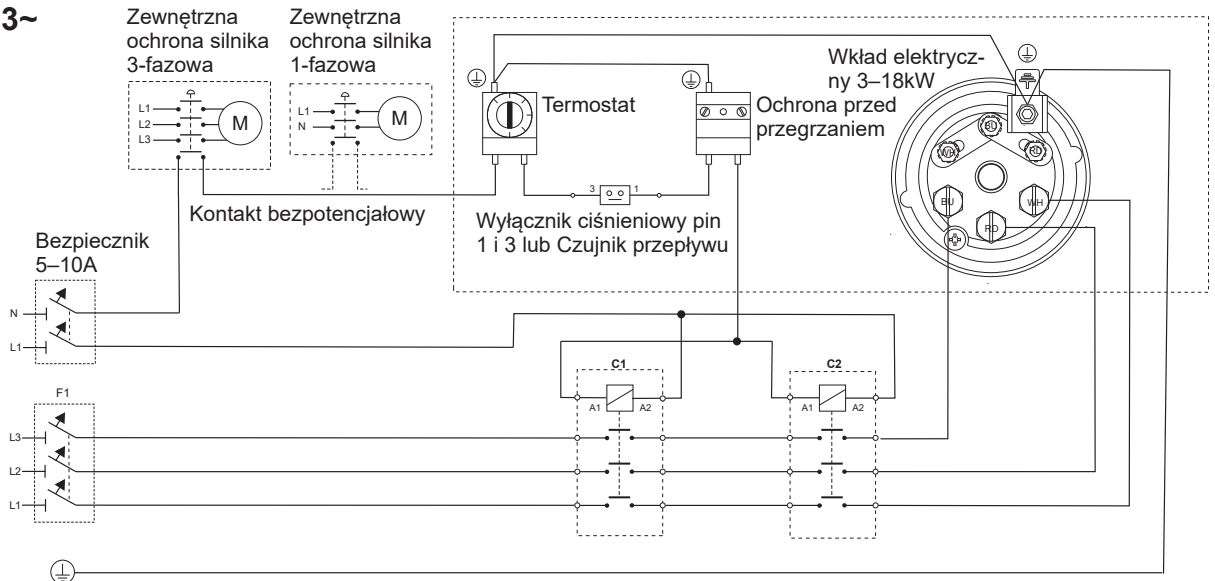 3~
Zewnętrzna
ochrona silnika
3-fazowa
Zewnętrzna
ochrona silnika
1-fazowa
L1
L2
L3
M
L1
N
M
Kontakt bezpotencjałowy
Termostat
Ochrona przed
przegrzaniem
Wkład elektrycz-
ny 3–18kW
3
1
Wyłącznik ciśnieniowy pin
1 i 3 lub Czujnik przepływu
BU
WH
RD
BU
WH
RD
Bezpiecznik
5–10A
N
L1
F1
L3
L2
L1
C1
A1
A2
C2
A1
A2